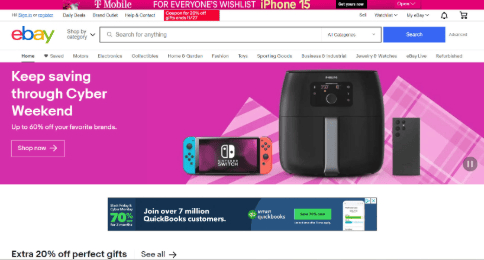 T Mobile FOR EVERYONE'S WISHLIST iPhone 15
Hi! Sign in or register Daily Deals Brand Outlet Help & Contact Coupon for 20% off gifts ends 11/27 Sell Watchlist My eBay
ebay Shop by category Search for anything All Categories Search Advanced
Home Saved Motors Electronics Collectibles Home & Garden Fashion Toys Sporting Goods Business & Industrial Jewelry & Watches eBay Live Refurbished
Keep saving
through Cyber
Weekend
Up to 60% off your favorite brands.
Shop now
PHILIPS
NINTENDO
SWITCH
70%
Join over 7 million
QuickBooks customers.
intuit
quickbooks
Extra 20% off perfect gifts See all